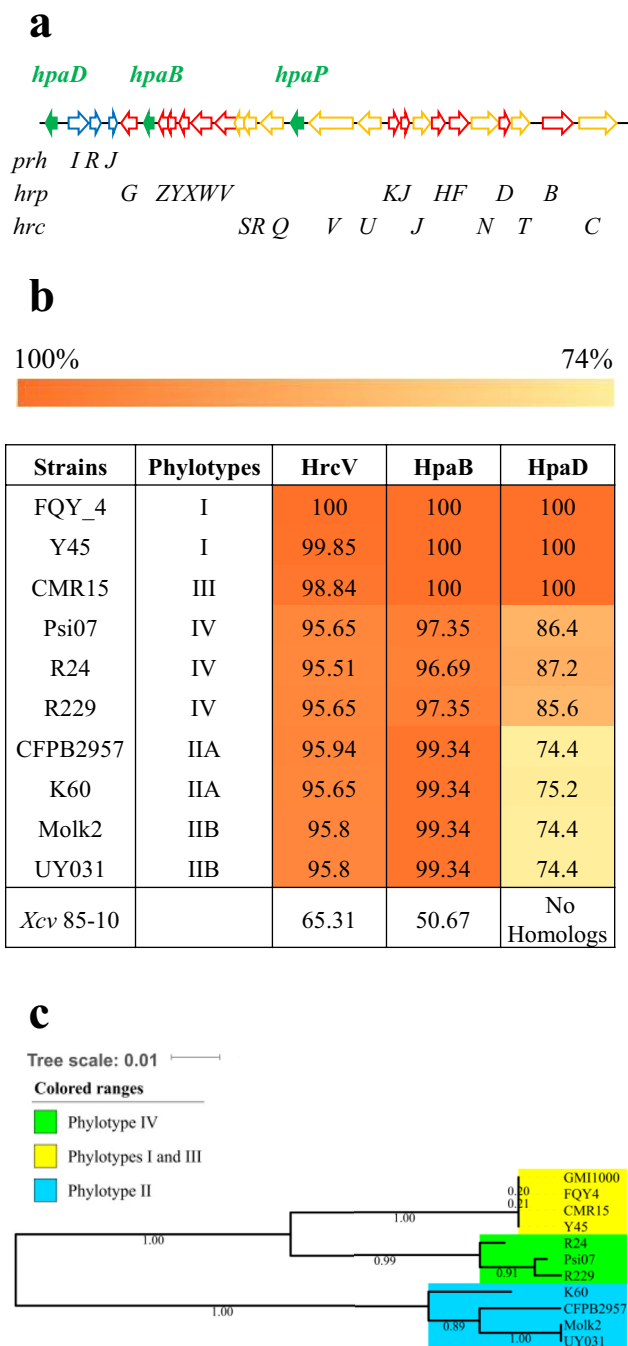 a
hpaD hpaB hpaP
prh I R J
hrp G ZYXWV KJ HF D B
hrc SR Q V U J N T C
b
100% 74%
Strains Phylotypes HrcV HpaB HpaD
FQY_4 I 100 100 100
Y45 I 99.85 100 100
CMR15 III 98.84 100 100
Psi07 IV 95.65 97.35 86.4
R24 IV 95.51 96.69 87.2
R229 IV 95.65 97.35 85.6
CFPB2957 IIA 95.94 99.34 74.4
K60 IIA 95.65 99.34 75.2
Molk2 IIB 95.8 99.34 74.4
UY031 IIB 95.8 99.34 74.4
Xcv 85-10 65.31 50.67 No Homologs
c
Tree scale: 0.01
Colored ranges
Phylotype IV
Phylotypes I and III
Phylotype II
GMI1000
0.20 FQY4
0.21 CMR15
1.00 Y45
1.00 R24
0.99 Psi07
0.91 R229
K60
1.00 CFPB2957
0.89 Molk2
1.00 UY031